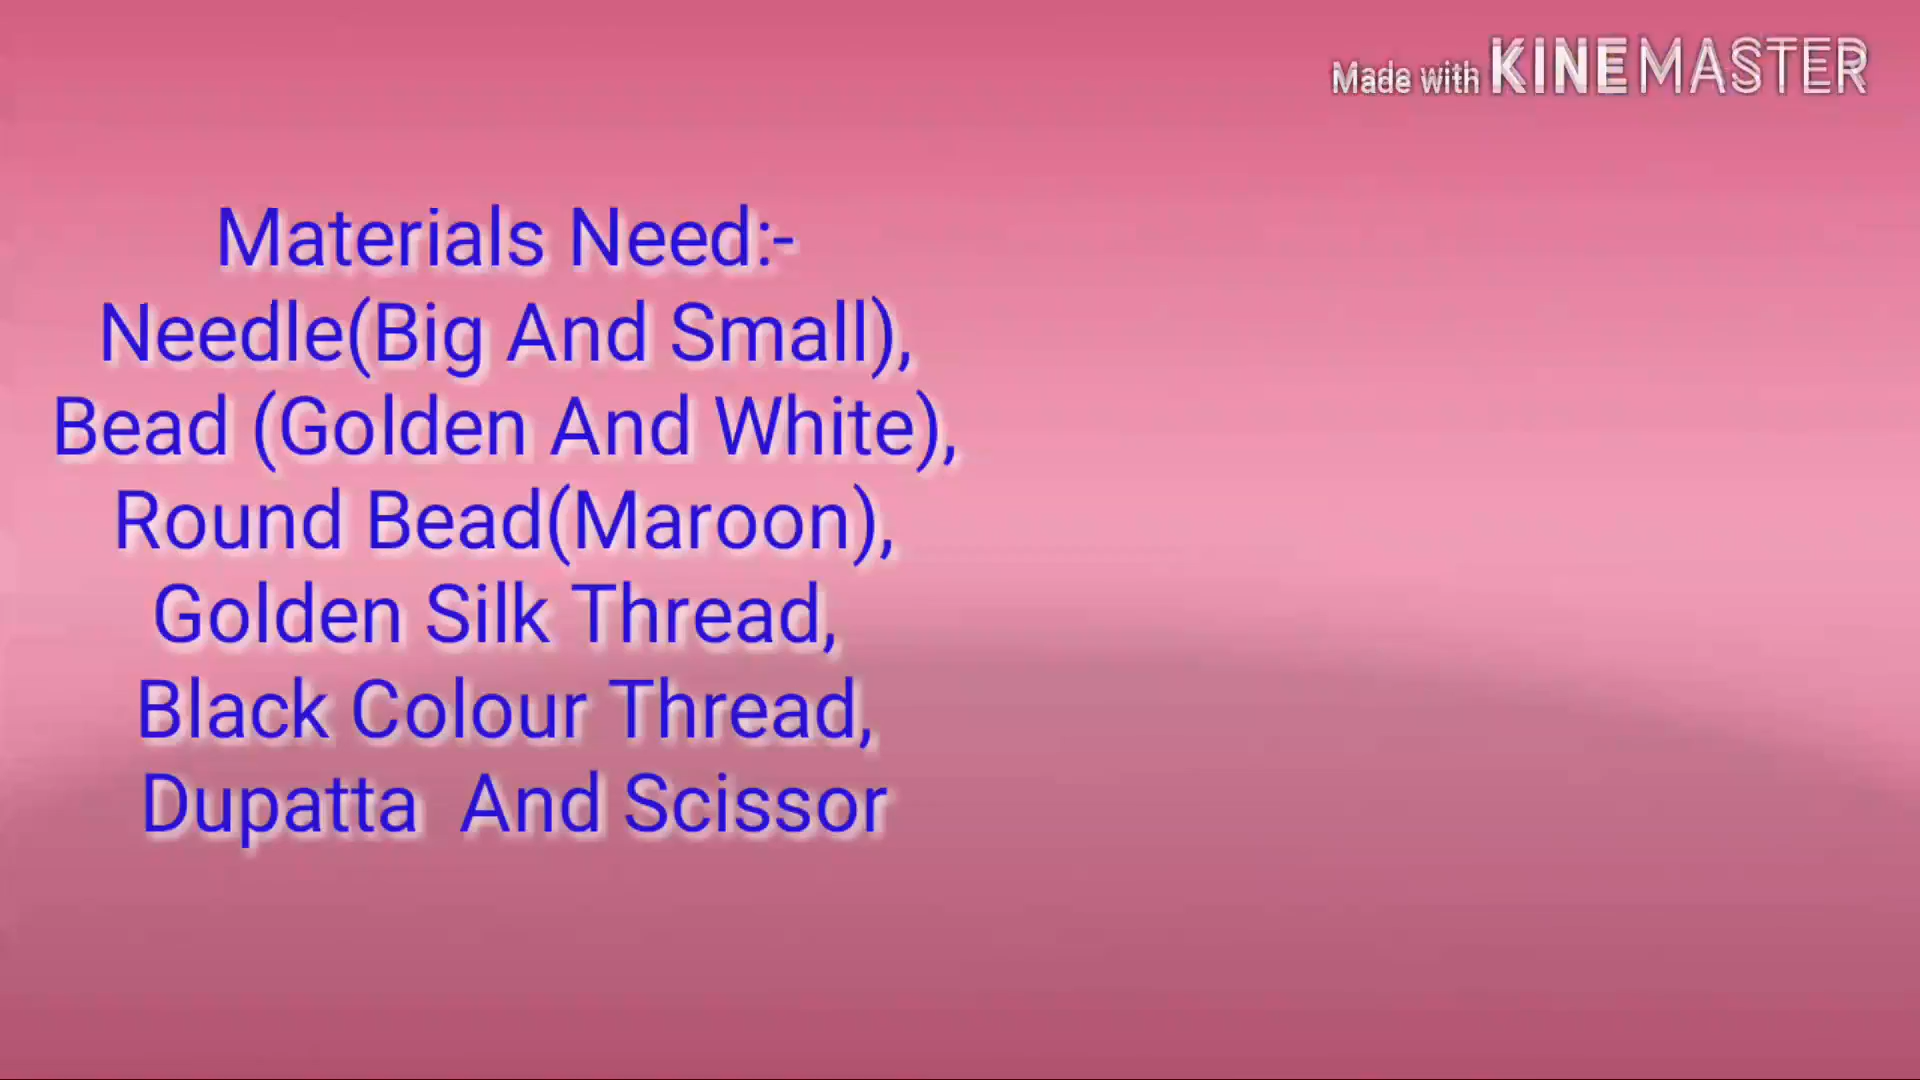 Made with KINEMASTER
Materials Need:-
Needle(Big And Small),
Bead (Golden And White),
Round Bead(Maroon),
Golden Silk Thread,
Black Colour Thread,
Dupatta  And Scissor